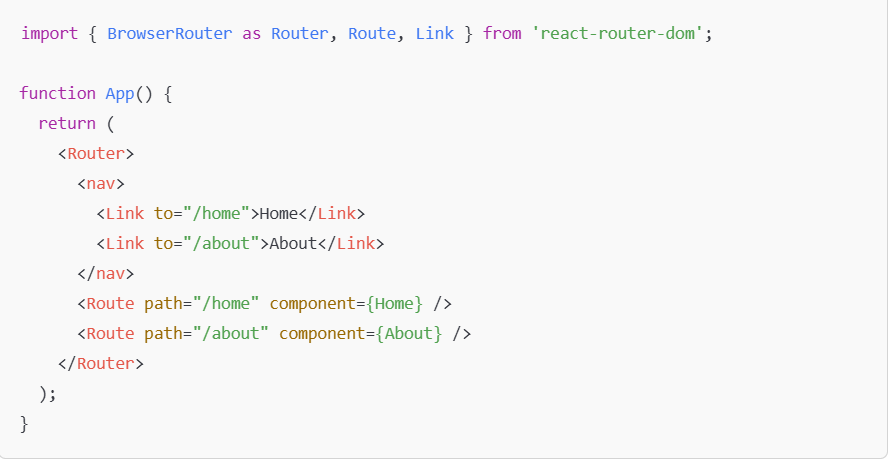 import { BrowserRouter as Router, Route, Link } from 'react-router-dom';

function App() {
  return (
    <Router>
      <nav>
        <Link to="/home">Home</Link>
        <Link to="/about">About</Link>
      </nav>
      <Route path="/home" component={Home} />
      <Route path="/about" component={About} />
    </Router>
  );
}